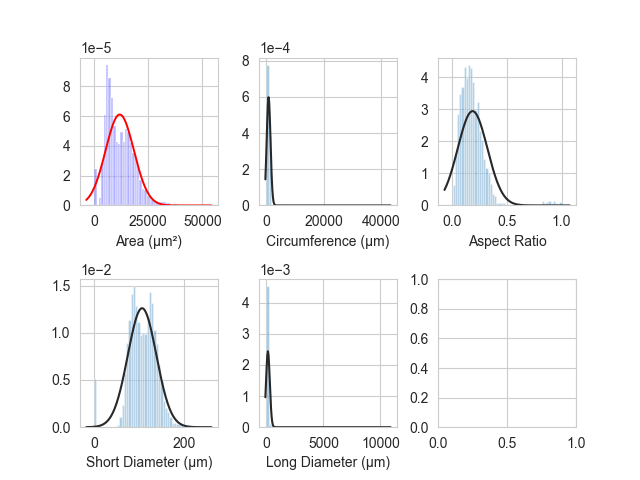 1e−5
8
6
4
2
0
0 25000 50000
Area (μm²)
1e−4
8
6
4
2
0
0 20000 40000
Circumference (μm)
4
3
2
1
0
0.0 0.5 1.0
Aspect Ratio
1e−2
1.5
1.0
0.5
0.0
0 200
Short Diameter (μm)
1e−3
4
3
2
1
0
0 5000 10000
Long Diameter (μm)
1.0
0.8
0.6
0.4
0.2
0.0
0.0 0.5 1.0